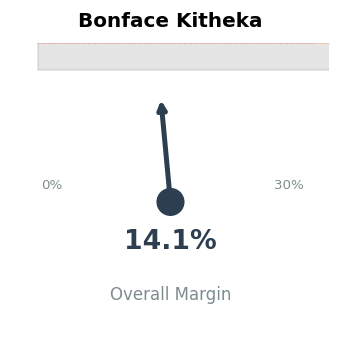 Bonface Kitheka
0% 30%
14.1%
Overall Margin